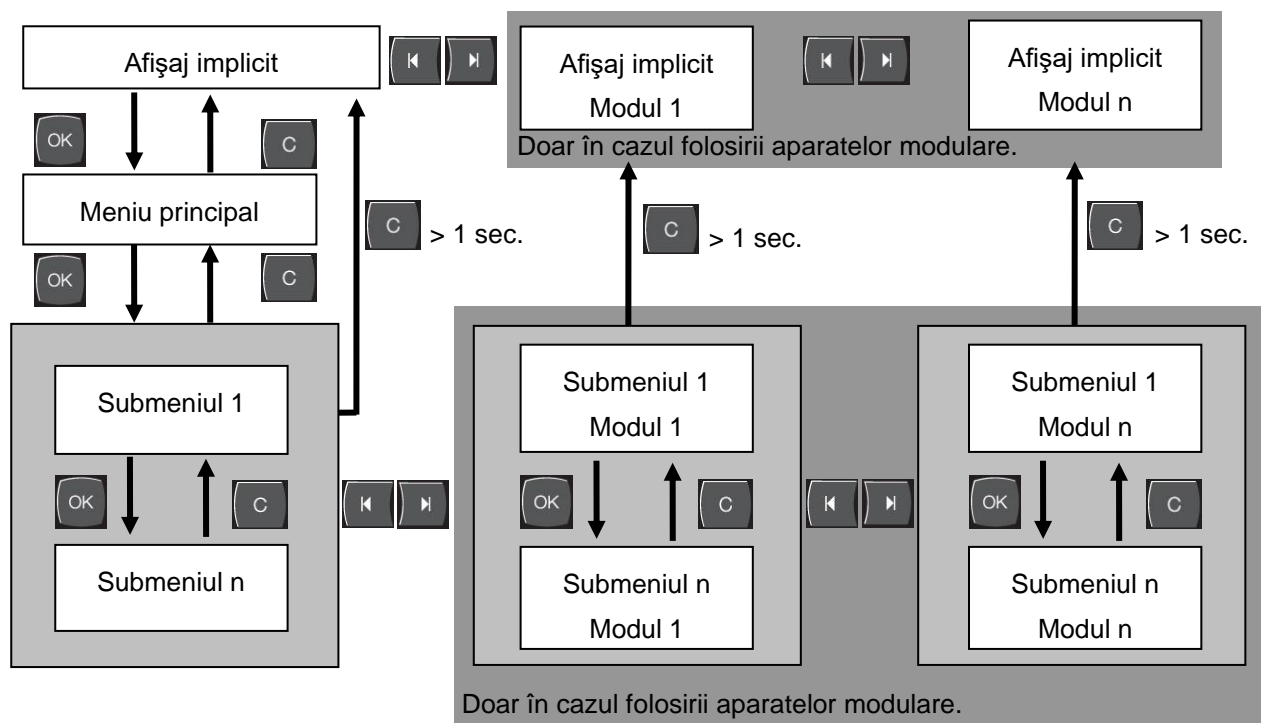 Afişaj implicit
Afişaj implicit
Modul 1
Afişaj implicit
Modul n
Doar în cazul folosirii aparatelor modulare.
OK
C
Meniu principal
C
> 1 sec.
C
> 1 sec.
C
> 1 sec.
OK
C
Submeniul 1
Submeniul 1
Modul 1
Submeniul 1
Modul n
OK
C
OK
C
OK
C
Submeniul n
Submeniul n
Modul 1
Submeniul n
Modul n
Doar în cazul folosirii aparatelor modulare.